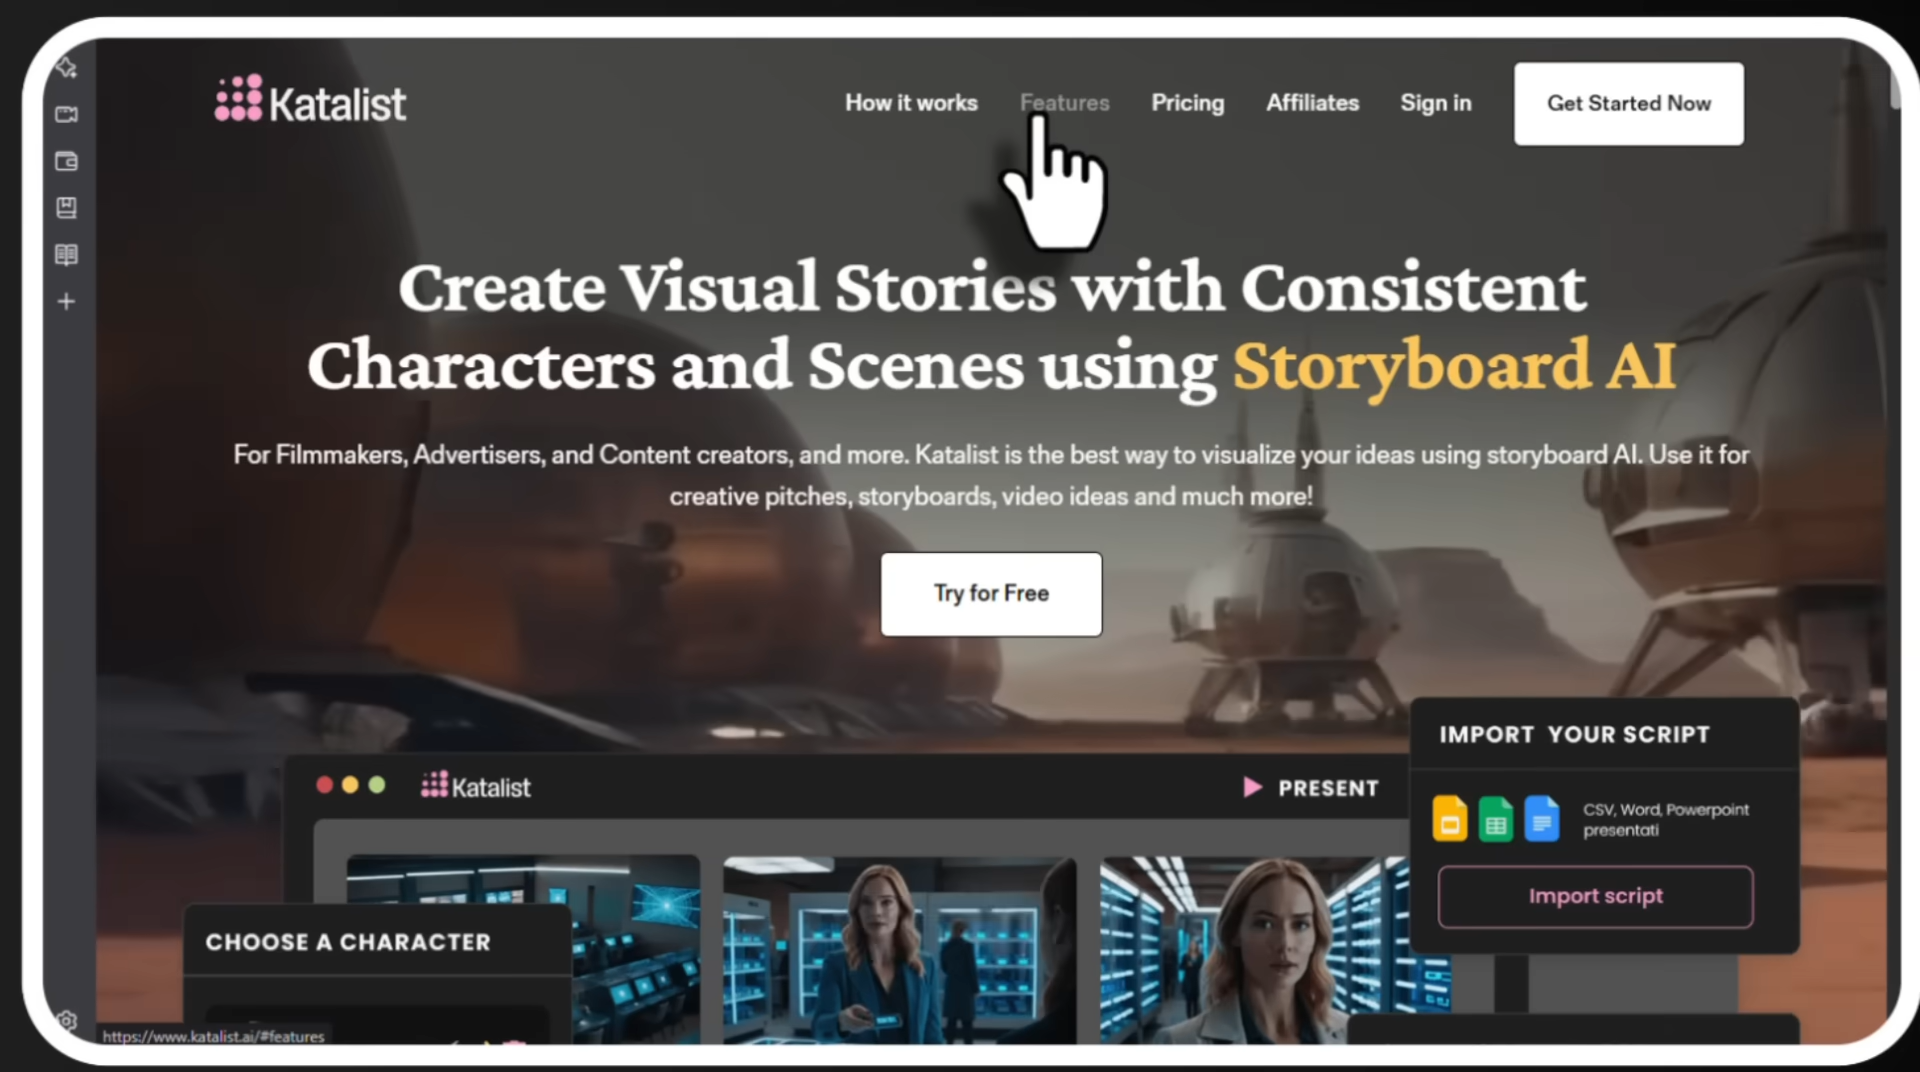 Katalist
How it works
Features
Pricing
Affiliates
Sign in
Get Started Now
Create Visual Stories with Consistent
Characters and Scenes using Storyboard AI
For Filmmakers, Advertisers, and Content creators, and more. Katalist is the best way to visualize your ideas using storyboard AI. Use it for
creative pitches, storyboards, video ideas and much more!
Try for Free
IMPORT YOUR SCRIPT
CSV, Word, Powerpoint
presentati
Import script
Katalist
PRESENT
CHOOSE A CHARACTER
https://www.katalist.ai/#features